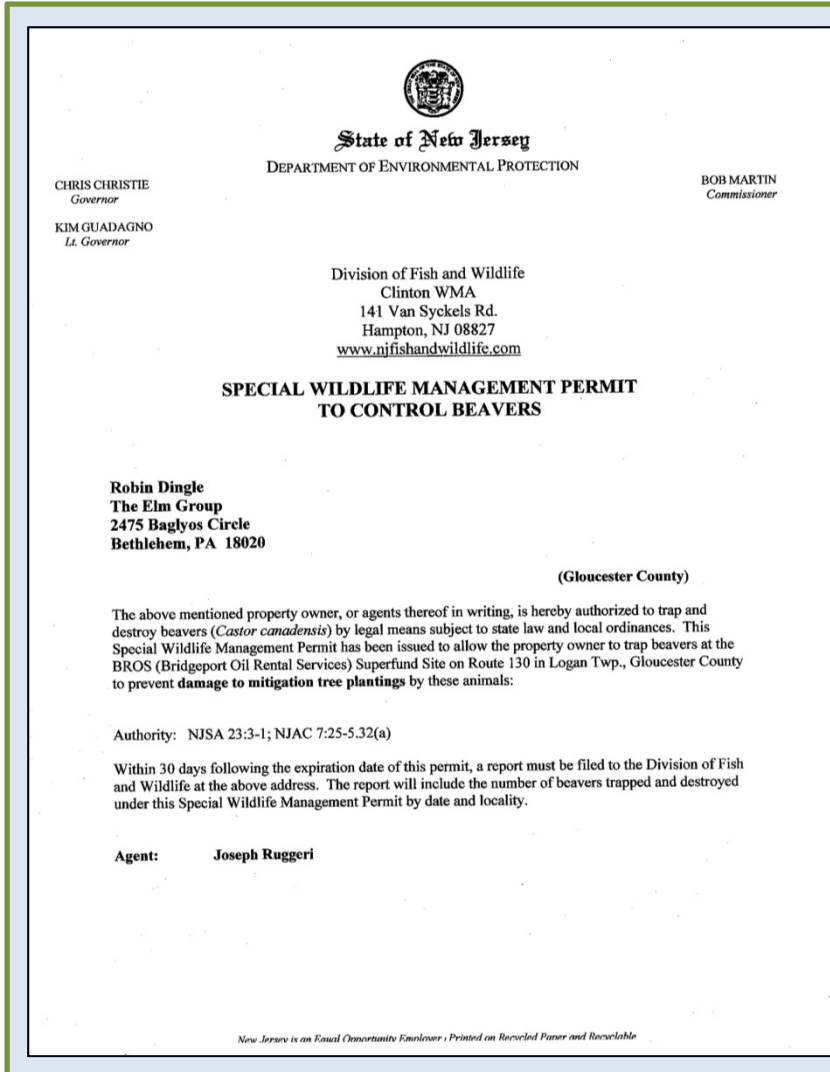 State of New Jersey
DEPARTMENT OF ENVIRONMENTAL PROTECTION
CHRIS CHRISTIE
Governor
KIM GUADAGNO
Lt. Governor
BOB MARTIN
Commissioner
Division of Fish and Wildlife
Clinton WMA
141 Van Syckels Rd.
Hampton, NJ 08827
www.njfishandwildlife.com
SPECIAL WILDLIFE MANAGEMENT PERMIT
TO CONTROL BEAVERS
Robin Dingle
The Elm Group
2475 Baglyos Circle
Bethlehem, PA 18020
(Gloucester County)
The above mentioned property owner, or agents thereof in writing, is hereby authorized to trap and
destroy beavers (Castor canadensis) by legal means subject to state law and local ordinances. This
Special Wildlife Management Permit has been issued to allow the property owner to trap beavers at the
BROS (Bridgeport Oil Rental Services) Superfund Site on Route 130 in Logan Twp., Gloucester County
to prevent damage to mitigation tree plantings by these animals:
Authority: NJSA 23:3-1; NJAC 7:25-5.32(a)
Within 30 days following the expiration date of this permit, a report must be filed to the Division of Fish
and Wildlife at the above address. The report will include the number of beavers trapped and destroyed
under this Special Wildlife Management Permit by date and locality.
Agent: Joseph Ruggeri
New Jersey is an Equal Opportunity Employer Printed on Recycled Paper and Recyclable